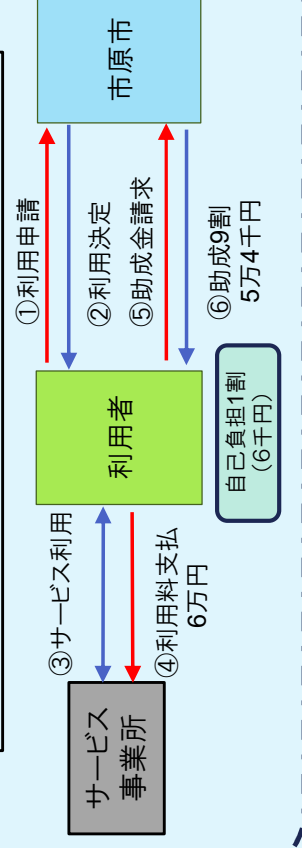 サービス
事業所
③サービス利用
④利用料支払
6万円
利用者
自己負担1割
(6千円)
①利用申請
②利用決定
⑤助成金請求
⑥助成9割
5万4千円
市原市